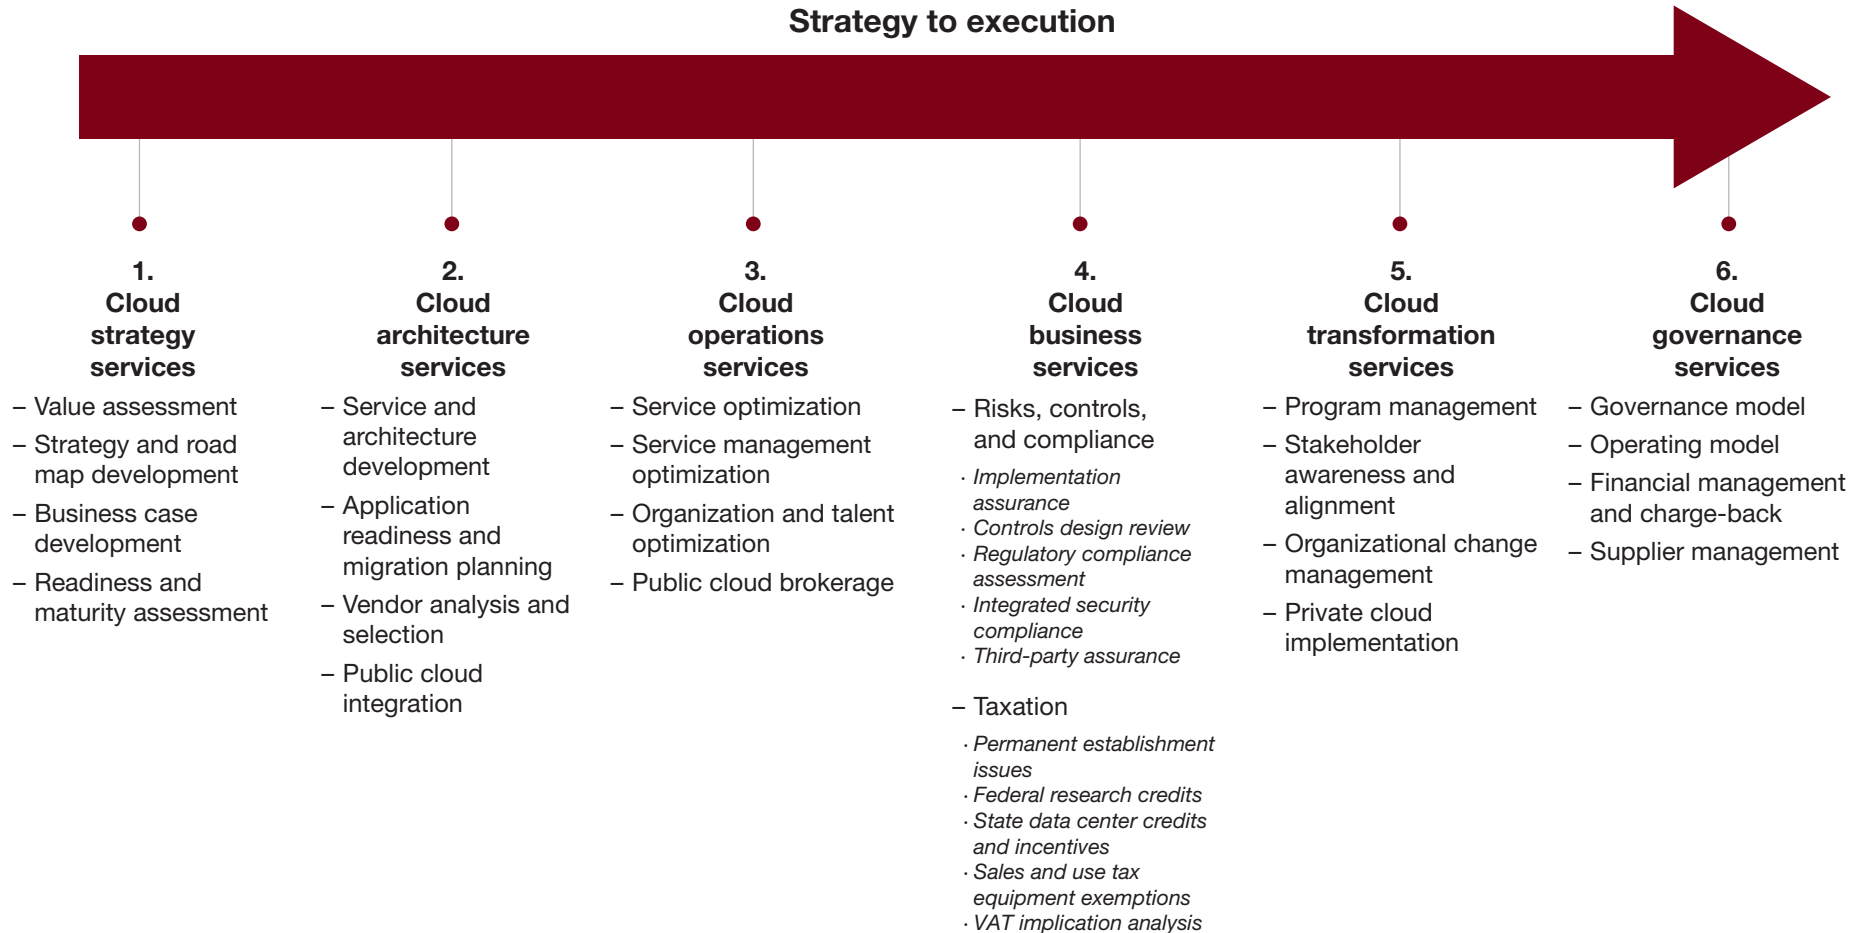 Strategy to execution
1.
Cloud
strategy
services
– Value assessment
– Strategy and road
map development
– Business case
development
– Readiness and
maturity assessment
2.
Cloud
architecture
services
– Service and
architecture
development
– Application
readiness and
migration planning
– Vendor analysis and
selection
– Public cloud
integration
3.
Cloud
operations
services
– Service optimization
– Service management
optimization
– Organization and talent
optimization
– Public cloud brokerage
4.
Cloud
business
services
– Risks, controls,
and compliance
· Implementation
assurance
· Controls design review
· Regulatory compliance
assessment
· Integrated security
compliance
· Third-party assurance
– Taxation
· Permanent establishment
issues
· Federal research credits
· State data center credits
and incentives
· Sales and use tax
equipment exemptions
· VAT implication analysis
5.
Cloud
transformation
services
– Program management
– Stakeholder
awareness and
alignment
– Organizational change
management
– Private cloud
implementation
6.
Cloud
governance
services
– Governance model
– Operating model
– Financial management
and charge-back
– Supplier management